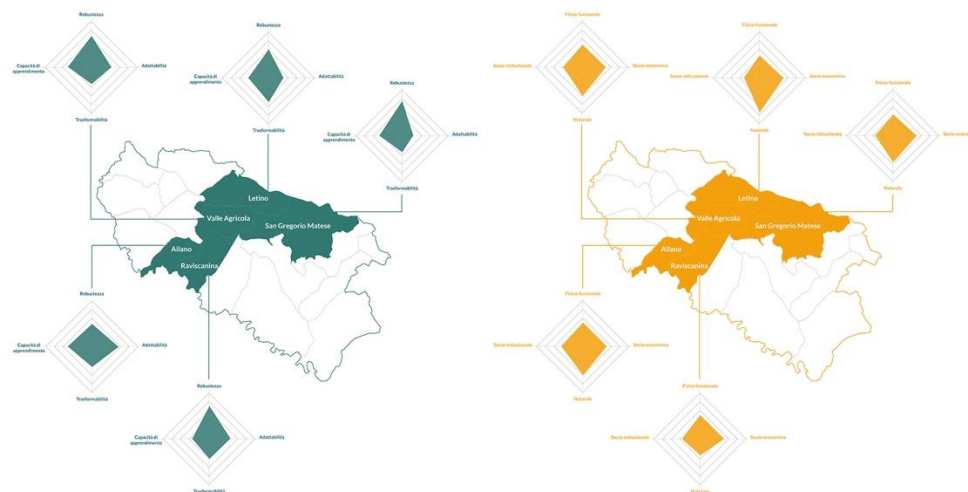 Robustezza
Capacità di
apprendimento
Adattabilità
Trasformabilità
Robustezza
Capacità di
apprendimento
Adattabilità
Trasformabilità
Robustezza
Capacità di
apprendimento
Adattabilità
Trasformabilità
Letino
Valle Agricola
San Gregorio Matese
Ailano
Raviscanina
Robustezza
Capacità di
apprendimento
Adattabilità
Trasformabilità
Robustezza
Capacità di
apprendimento
Adattabilità
Trasformabilità
Fisico-funzionale
Socio-istituzionale
Socio-economico
Naturale
Fisico-funzionale
Socio-istituzionale
Socio-economico
Naturale
Fisico-funzionale
Socio-istituzionale
Naturale
Letino
Valle Agricola
San Gregorio Matese
Ailano
Raviscanina
Fisico-funzionale
Socio-istituzionale
Socio-economico
Naturale
Fisico-funzionale
Socio-istituzionale
Socio-economico
Naturale